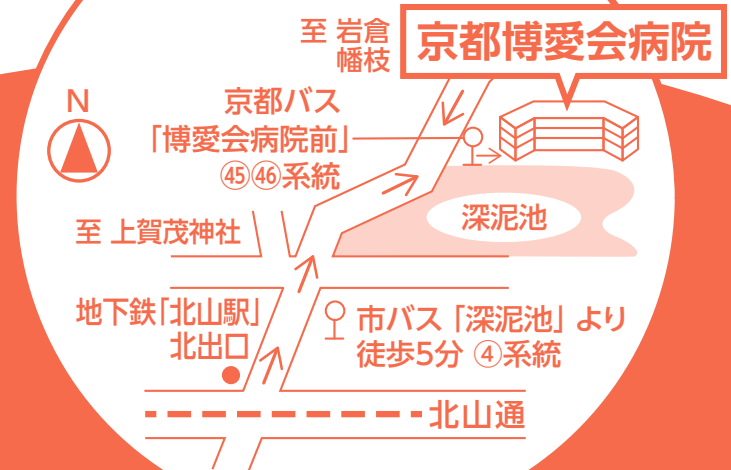 至 岩倉
幡枝
京都博愛会病院
N
京都バス
「博愛会病院前」
㊺㊻系統
深泥池
至 上賀茂神社
地下鉄「北山駅」
北出口
市バス「深泥池」より
徒歩5分 ④系統
北山通